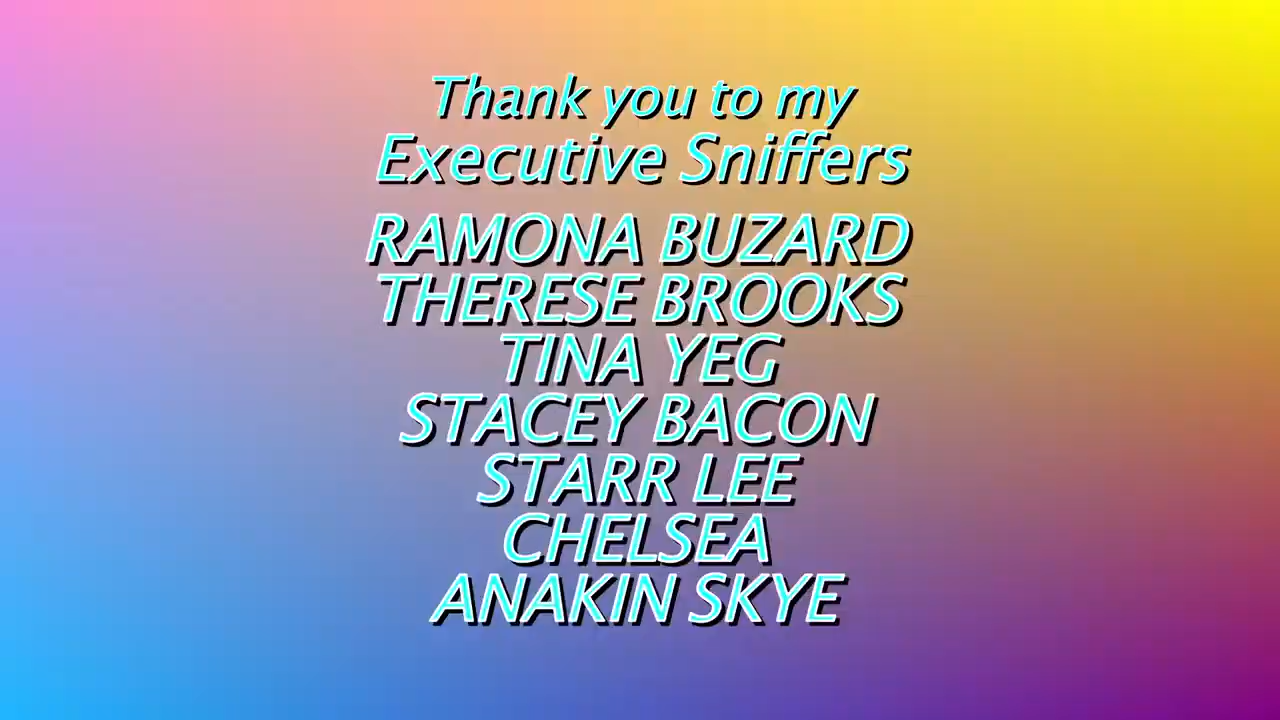 Thank you to my
Executive Sniffers
RAMONA BUZARD
THERESE BROOKS
TINA YEG
STACEY BACON
STARR LEE
CHELSEA
ANAKIN SKYE